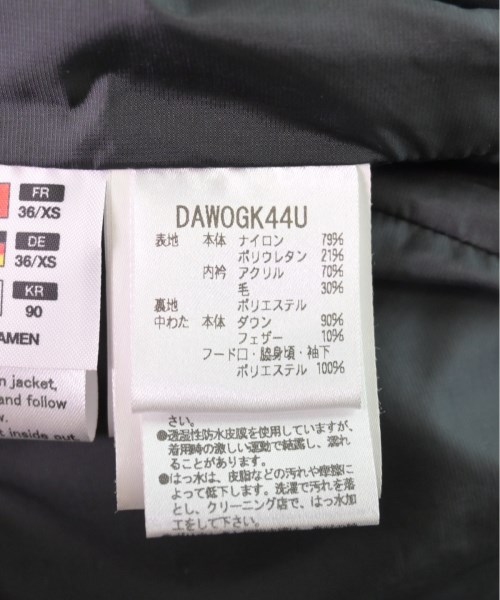 FR
36/XS
DE
36/XS
KR
90
AMEN
n jacket,
and follow
w.
t inside out
DAWOGK44U
表地 本体 ナイロン 79%
ポリウレタン 21%
内衿 アクリル 70%
毛 30%
裏地 ポリエステル
中わた 本体 ダウン 90%
フェザー 10%
フード口・脇身頃・袖下
ポリエステル 100%
さい。
●透湿性防水皮膜を使用していますが、
着用時の激しい運動で結露し、濡れ
ることがあります。
●はっ水は、皮脂などの汚れや摩擦に
よって低下します。洗濯で汚れを落
とし、クリーニング店で、はっ水加
工をして下さい。